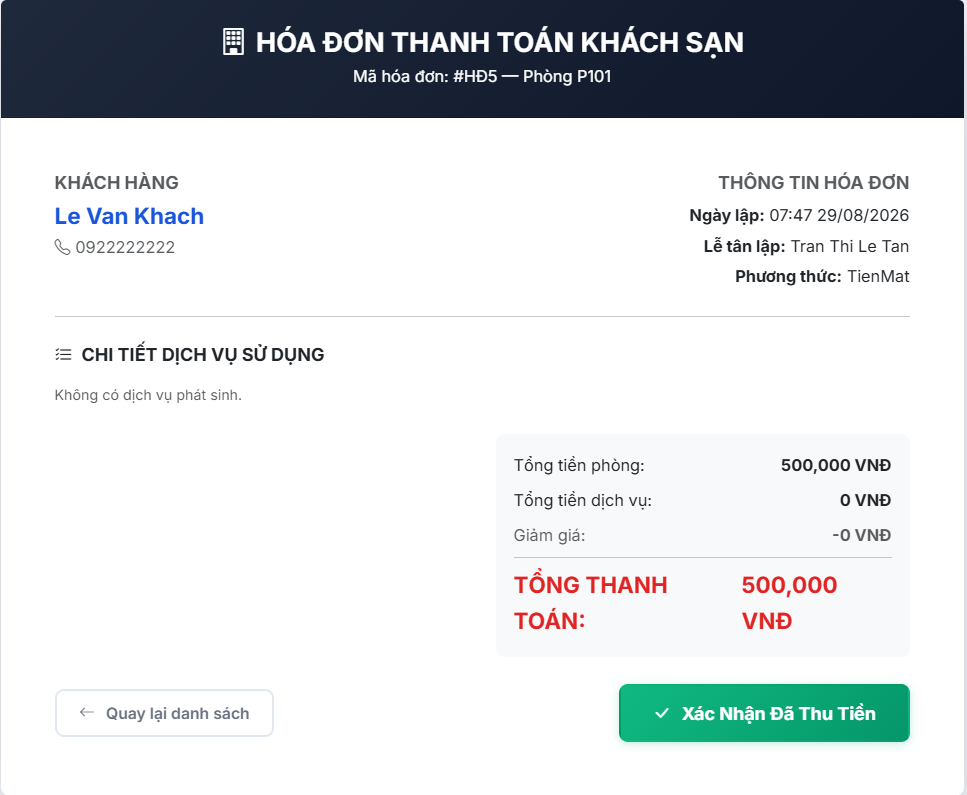 HÓA ĐƠN THANH TOÁN KHÁCH SẠN
Mã hóa đơn: #HĐ5 — Phòng P101
KHÁCH HÀNG
Le Van Khach
0922222222
THÔNG TIN HÓA ĐƠN
Ngày lập: 07:47 29/08/2026
Lễ tân lập: Tran Thi Le Tan
Phương thức: TienMat
CHI TIẾT DỊCH VỤ SỬ DỤNG
Không có dịch vụ phát sinh.
Tổng tiền phòng: 500,000 VNĐ
Tổng tiền dịch vụ: 0 VNĐ
Giảm giá: -0 VNĐ
TỔNG THANH TOÁN: 500,000 VNĐ
Quay lại danh sách
Xác Nhận Đã Thu Tiền